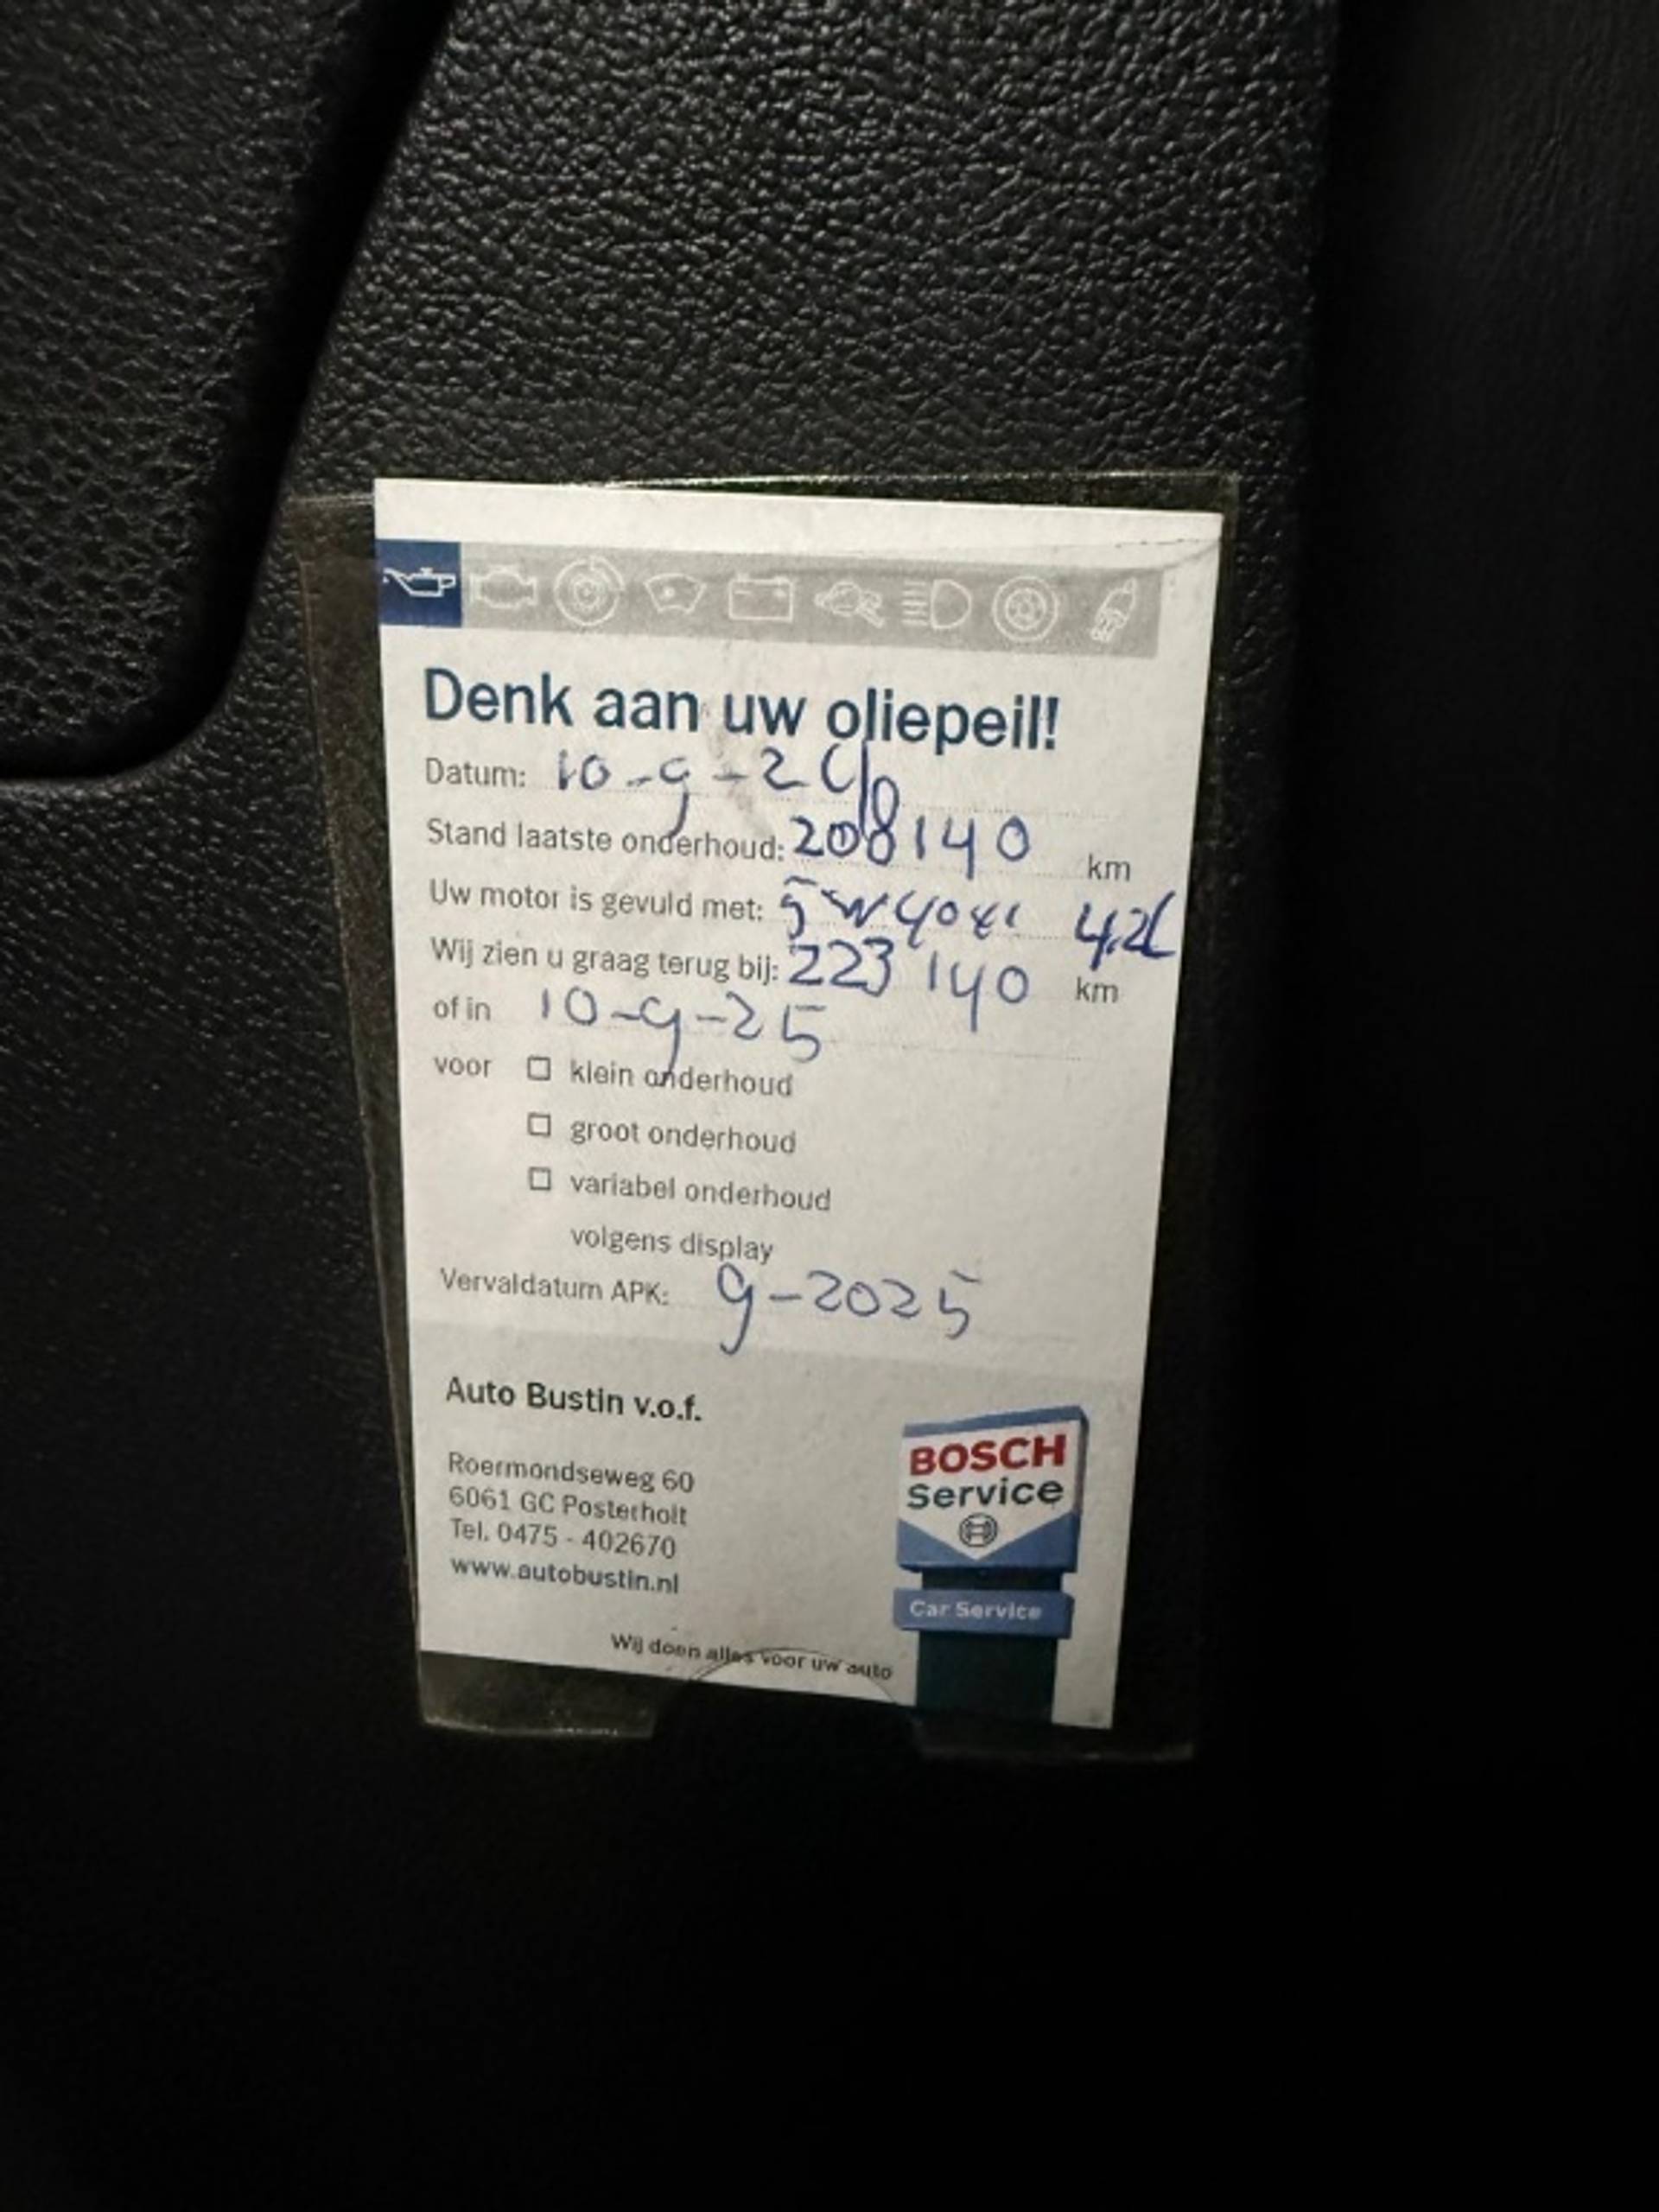 Denk aan uw oliepeil!
Datum: 10-9-24
Stand laatste onderhoud: 208140 km
Uw motor is gevuld met: 5W40 4.2L
Wij zien u graag terug bij: 223140 km
of in 10-9-25
voor □ klein onderhoud
□ groot onderhoud
□ variabel onderhoud
volgens display
Vervaldatum APK: 9-2025
Auto Bustin v.o.f.
Roermondseweg 60
6061 GC Posterholt
Tel. 0475 - 402670
www.autobustin.nl
BOSCH
Service
Car Service
Wij doen alles voor uw auto